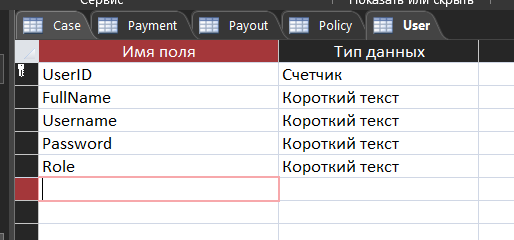 Сервис Показать или скрыть
Case Payment Payout Policy User
Имя поля Тип данных
UserID Счетчик
FullName Короткий текст
Username Короткий текст
Password Короткий текст
Role Короткий текст